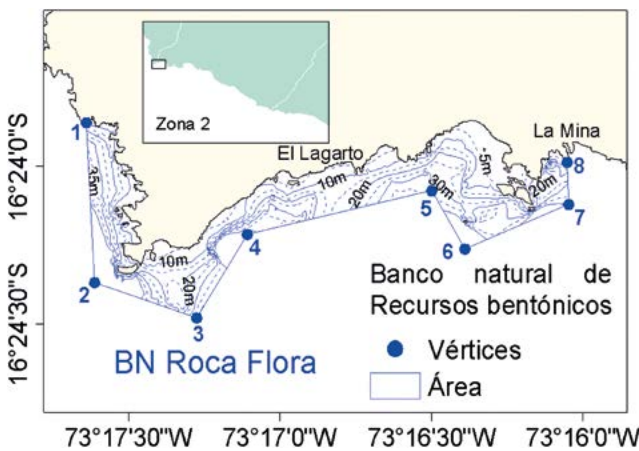 Zona 2
La Mina
El Lagarto
1
8
16°24'0"S
35m
10m
20m
5m
30m
20m
5
7
4
6
10m
20m
2
3
Banco natural de
Recursos bentónicos
Vértices
Área
BN Roca Flora
16°24'30"S
73°17'30"W
73°17'0"W
73°16'30"W
73°16'0"W